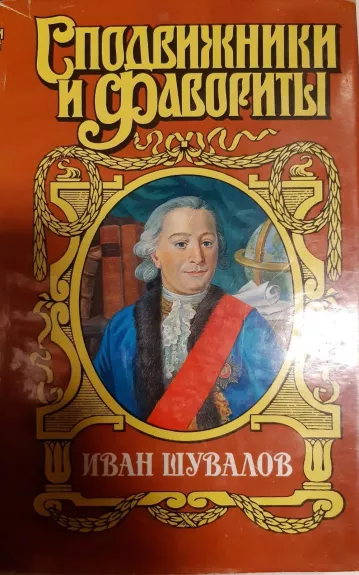 Сподвижники
и Фавориты
Иван Шувалов